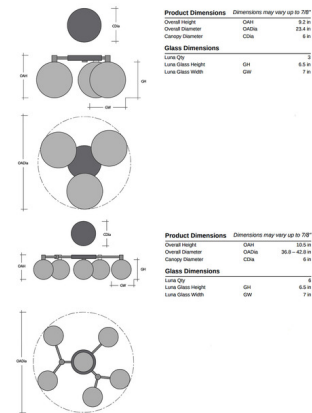 CDia
OAH
GH
GW
OADia
Product Dimensions Dimensions may vary up to 7/8"
Overall Height OAH 9.2 in
Overall Diameter OADia 23.4 in
Canopy Diameter CDia 6 in
Glass Dimensions
Luna Qty 3
Luna Glass Height GH 6.5 in
Luna Glass Width GW 7 in
CDia
OAH
GH
GW
OADia
Product Dimensions Dimensions may vary up to 7/8"
Overall Height OAH 10.5 in
Overall Diameter OADia 36.8 – 42.8 in
Canopy Diameter CDia 6 in
Glass Dimensions
Luna Qty 6
Luna Glass Height GH 6.5 in
Luna Glass Width GW 7 in